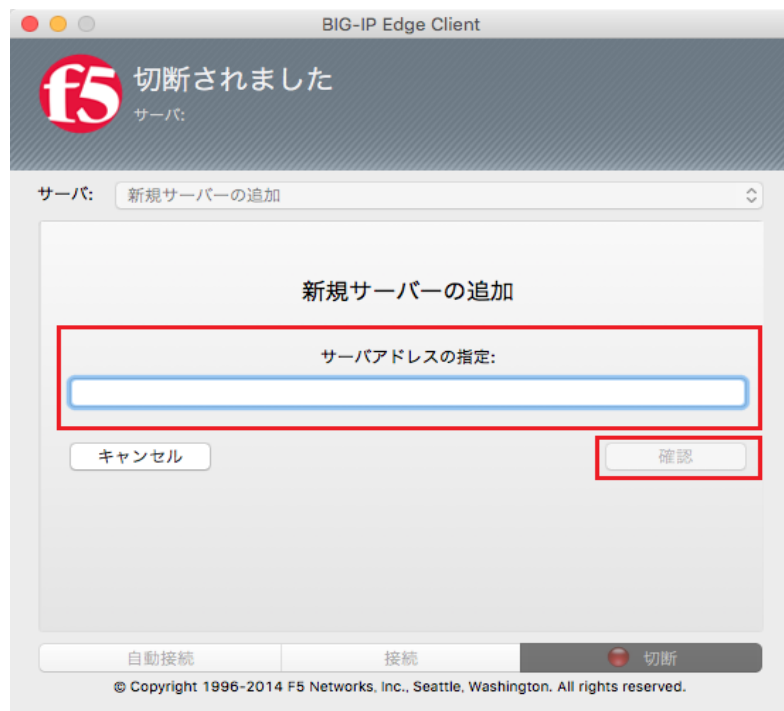 BIG-IP Edge Client
f5
切断されました
サーバ:
サーバ: 新規サーバーの追加
新規サーバーの追加
サーバアドレスの指定:
キャンセル 確認
自動接続 接続 切断
© Copyright 1996-2014 F5 Networks, Inc., Seattle, Washington. All rights reserved.